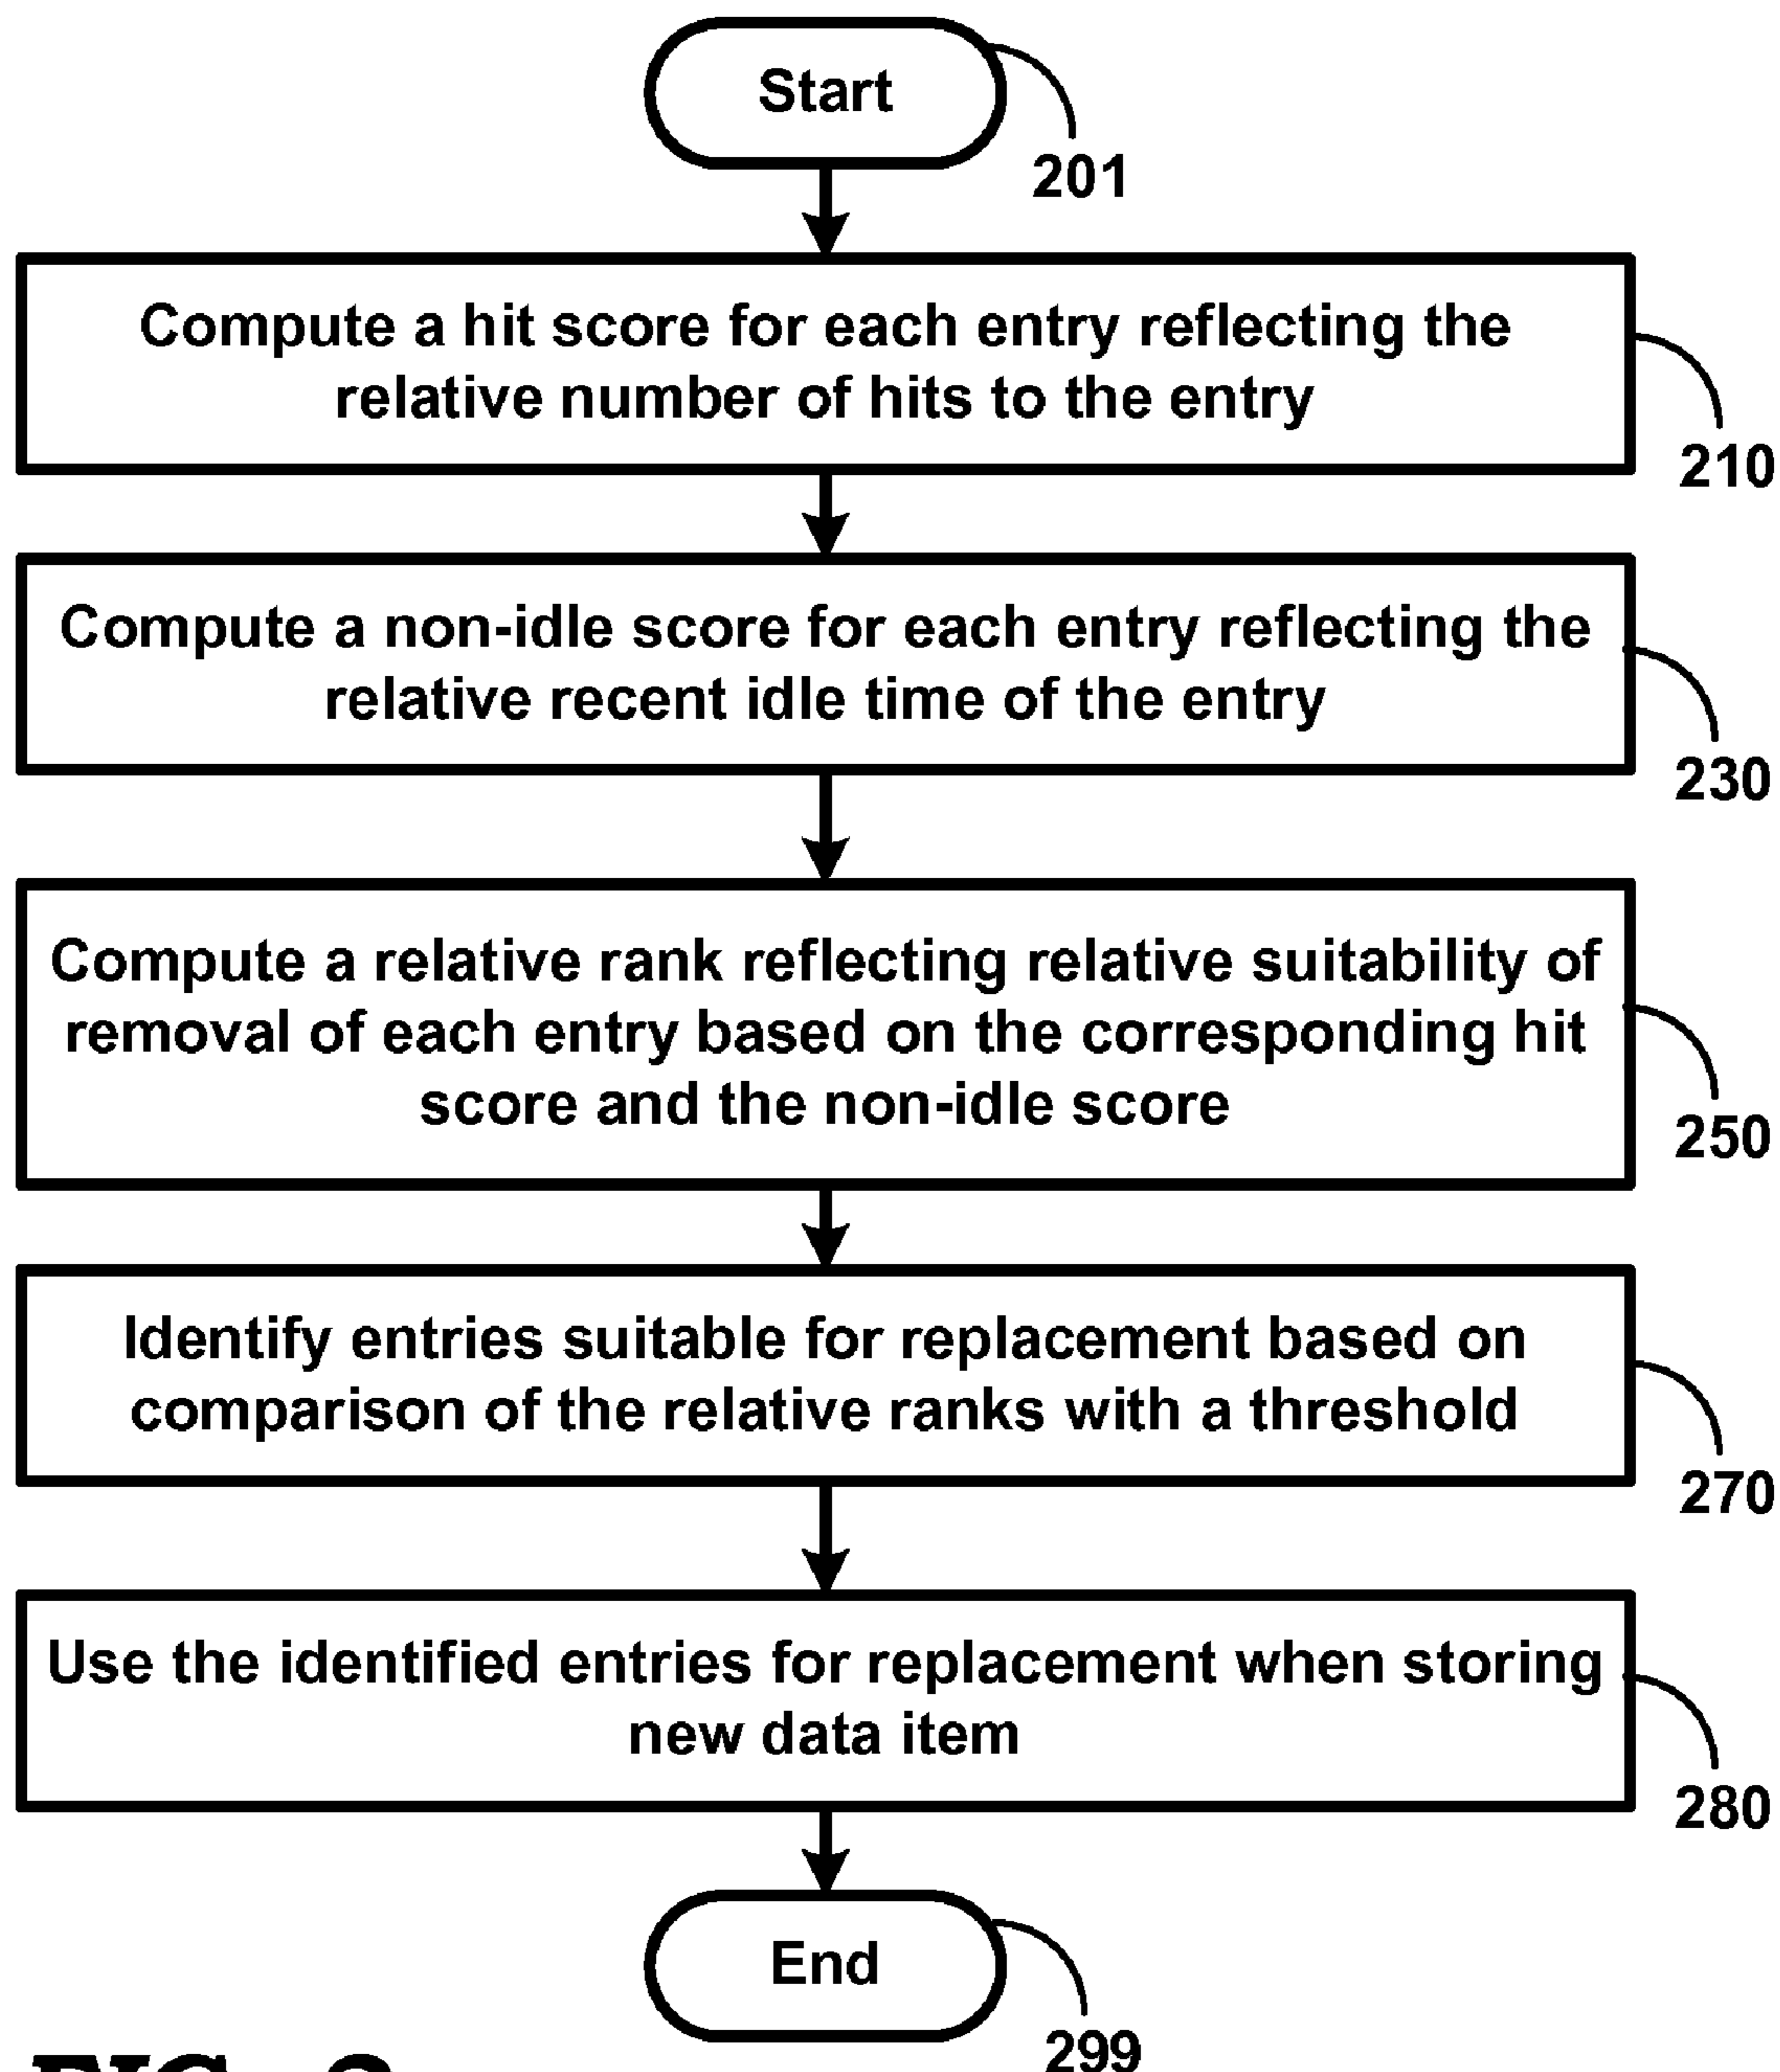 Start
201
Compute a hit score for each entry reflecting the
relative number of hits to the entry
210
Compute a non-idle score for each entry reflecting the
relative recent idle time of the entry
230
Compute a relative rank reflecting relative suitability of
removal of each entry based on the corresponding hit
score and the non-idle score
250
Identify entries suitable for replacement based on
comparison of the relative ranks with a threshold
270
Use the identified entries for replacement when storing
new data item
280
End
299